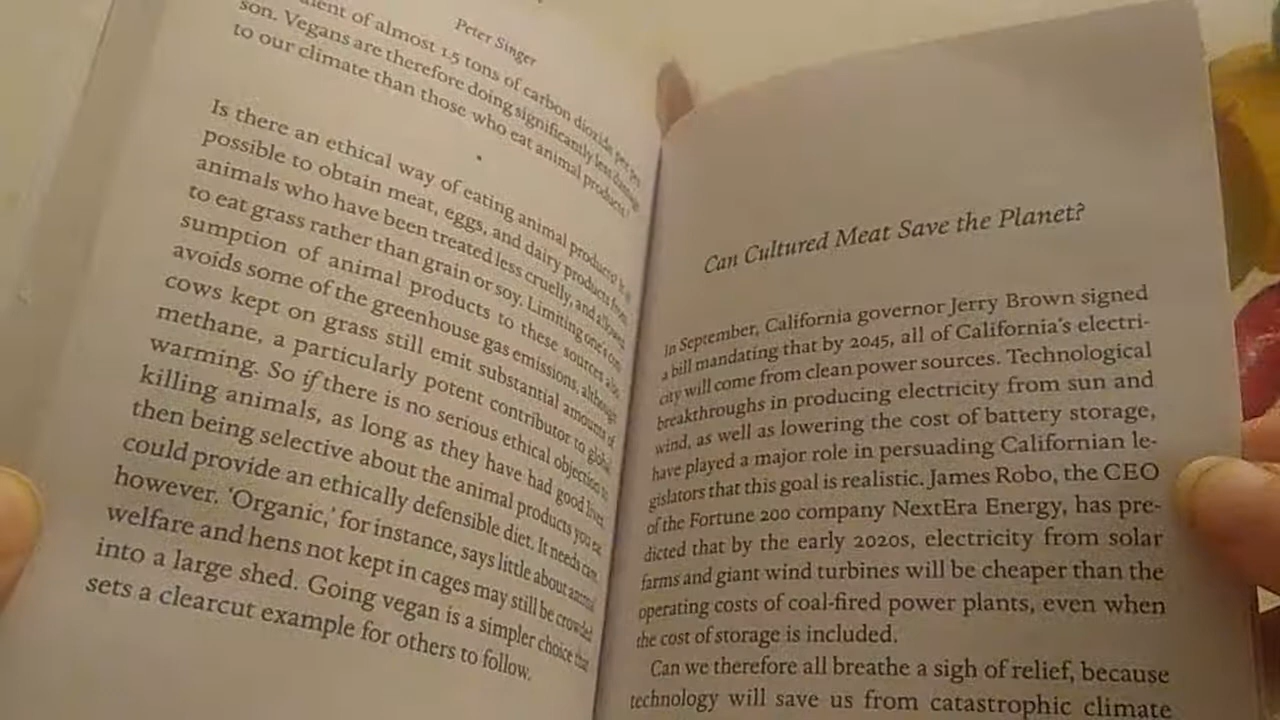 Peter Singer
of almost 1.5 tons of carbon dioxide per per-
son. Vegans are therefore doing significantly less damage
to our climate than those who eat animal products.
Is there an ethical way of eating animal products? It is
possible to obtain meat, eggs, and dairy products from
animals who have been treated less cruelly, and allowed
to eat grass rather than grain or soy. Limiting one's con-
sumption of animal products to these sources also
avoids some of the greenhouse gas emissions, although
cows kept on grass still emit substantial amounts of
methane, a particularly potent contributor to global
warming. So if there is no serious ethical objection to
killing animals, as long as they have had good lives,
then being selective about the animal products you eat
could provide an ethically defensible diet. It needs care,
however. ‘Organic,’ for instance, says little about animal
welfare and hens not kept in cages may still be crowded
into a large shed. Going vegan is a simpler choice that
sets a clearcut example for others to follow.
Can Cultured Meat Save the Planet?
In September, California governor Jerry Brown signed
a bill mandating that by 2045, all of California's electri-
city will come from clean power sources. Technological
breakthroughs in producing electricity from sun and
wind, as well as lowering the cost of battery storage,
have played a major role in persuading Californian le-
gislators that this goal is realistic. James Robo, the CEO
of the Fortune 200 company NextEra Energy, has pre-
dicted that by the early 2020s, electricity from solar
farms and giant wind turbines will be cheaper than the
operating costs of coal-fired power plants, even when
the cost of storage is included.
Can we therefore all breathe a sigh of relief, because
technology will save us from catastrophic climate